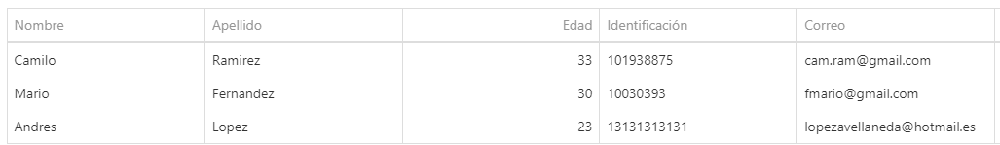 Nombre Apellido Edad Identificación Correo
Camilo Ramirez 33 101938875 cam.ram@gmail.com
Mario Fernandez 30 10030393 fmario@gmail.com
Andres Lopez 23 13131313131 lopezavellaneda@hotmail.es